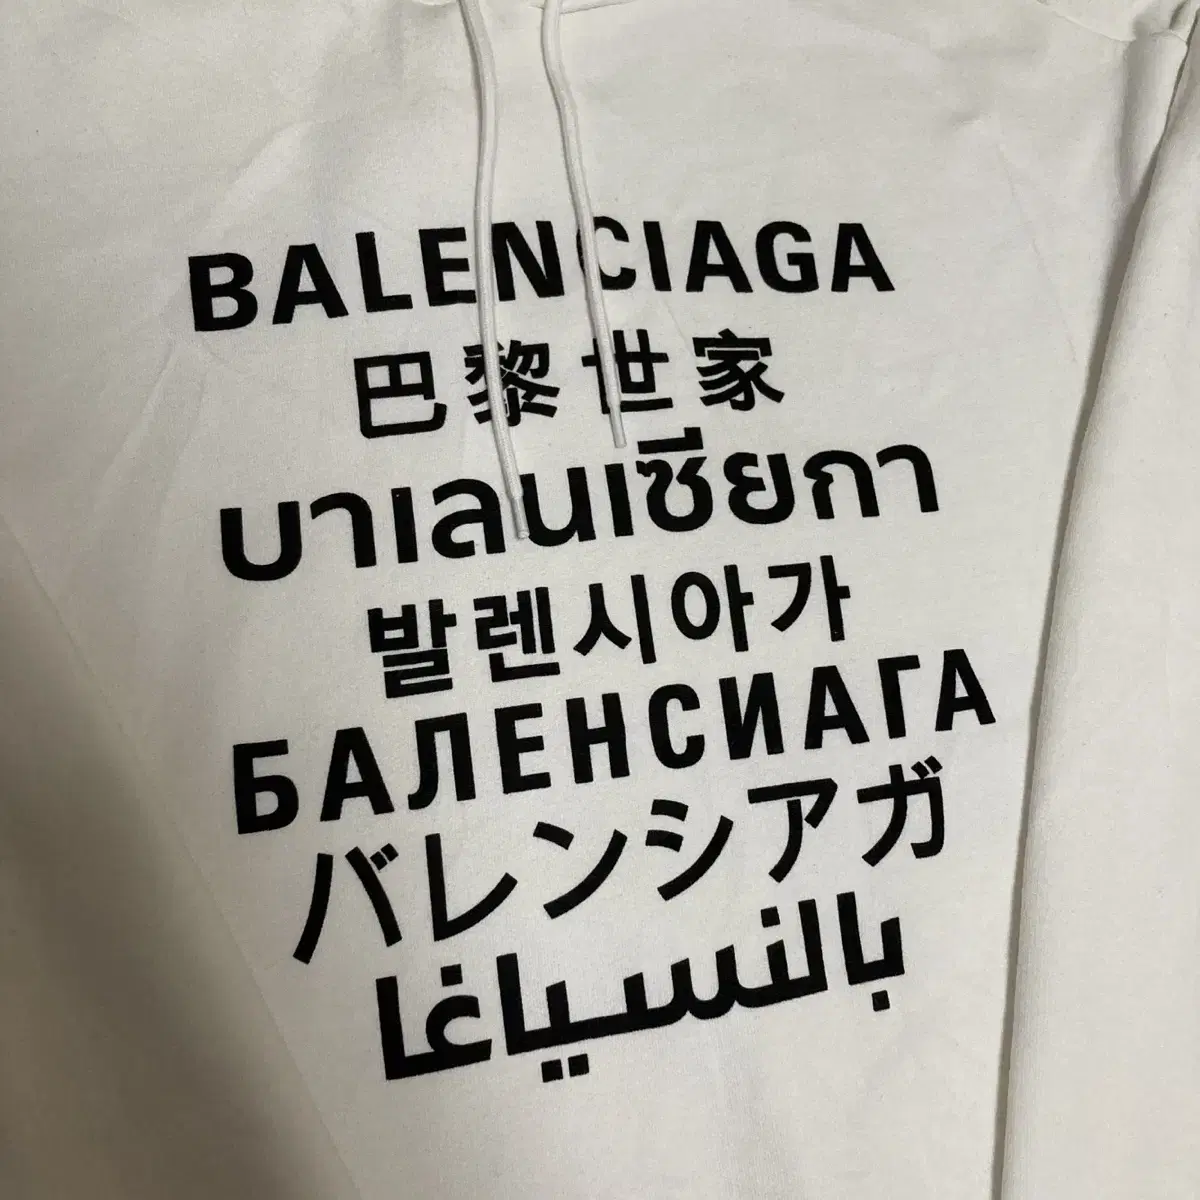 BALENCIAGA
巴黎世家
บาเลนเซียกา
발렌시아가
БАЛЕНСИАГА
バレンシアガ
بالنسياغا